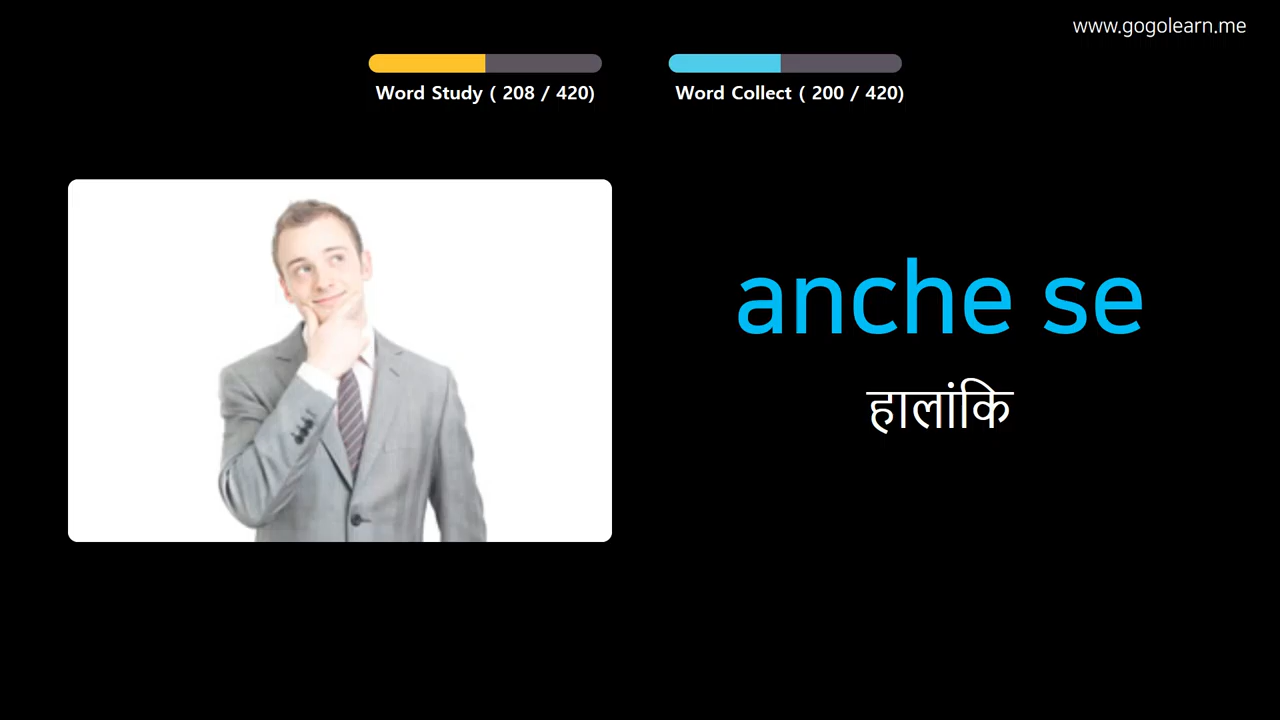 www.gogolearn.me
Word Study ( 208 / 420)
Word Collect ( 200 / 420)
anche se
हालांकि